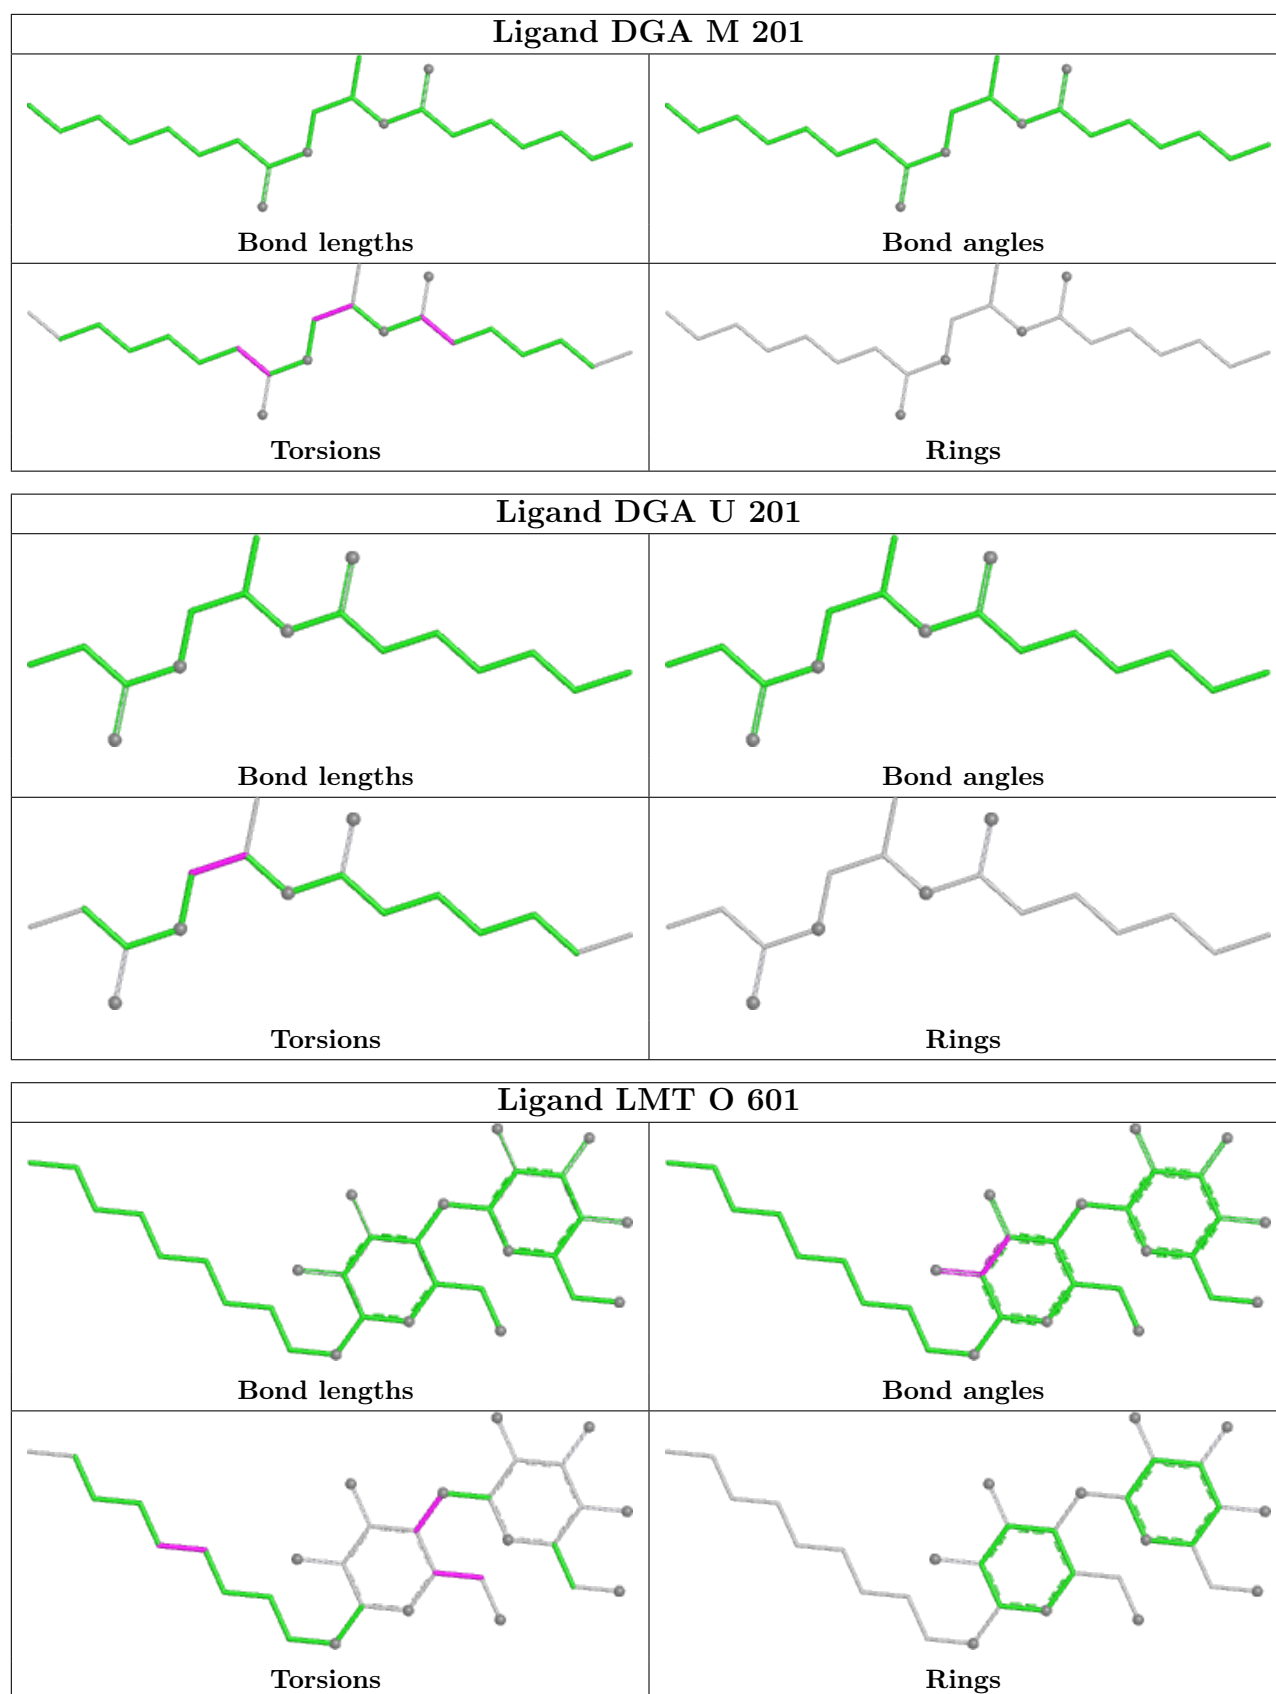 Ligand DGA M 201
Bond lengths
Bond angles
Torsions
Rings
Ligand DGA U 201
Bond lengths
Bond angles
Torsions
Rings
Ligand LMT O 601
Bond lengths
Bond angles
Torsions
Rings